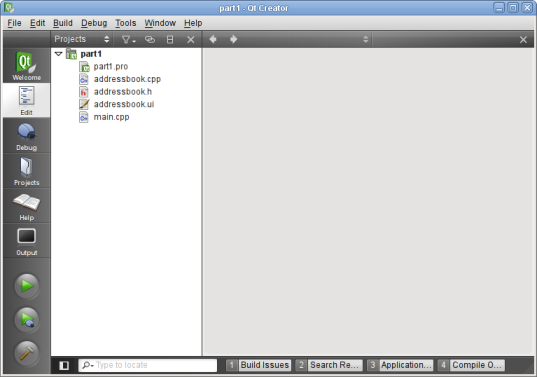 part1 - Qt Creator
File Edit Build Debug Tools Window Help
Projects
Qt
Welcome
Edit
Debug
Projects
Help
Output
part1
part1.pro
addressbook.cpp
addressbook.h
addressbook.ui
main.cpp
Type to locate
1 Build Issues 2 Search Re... 3 Application... 4 Compile O...